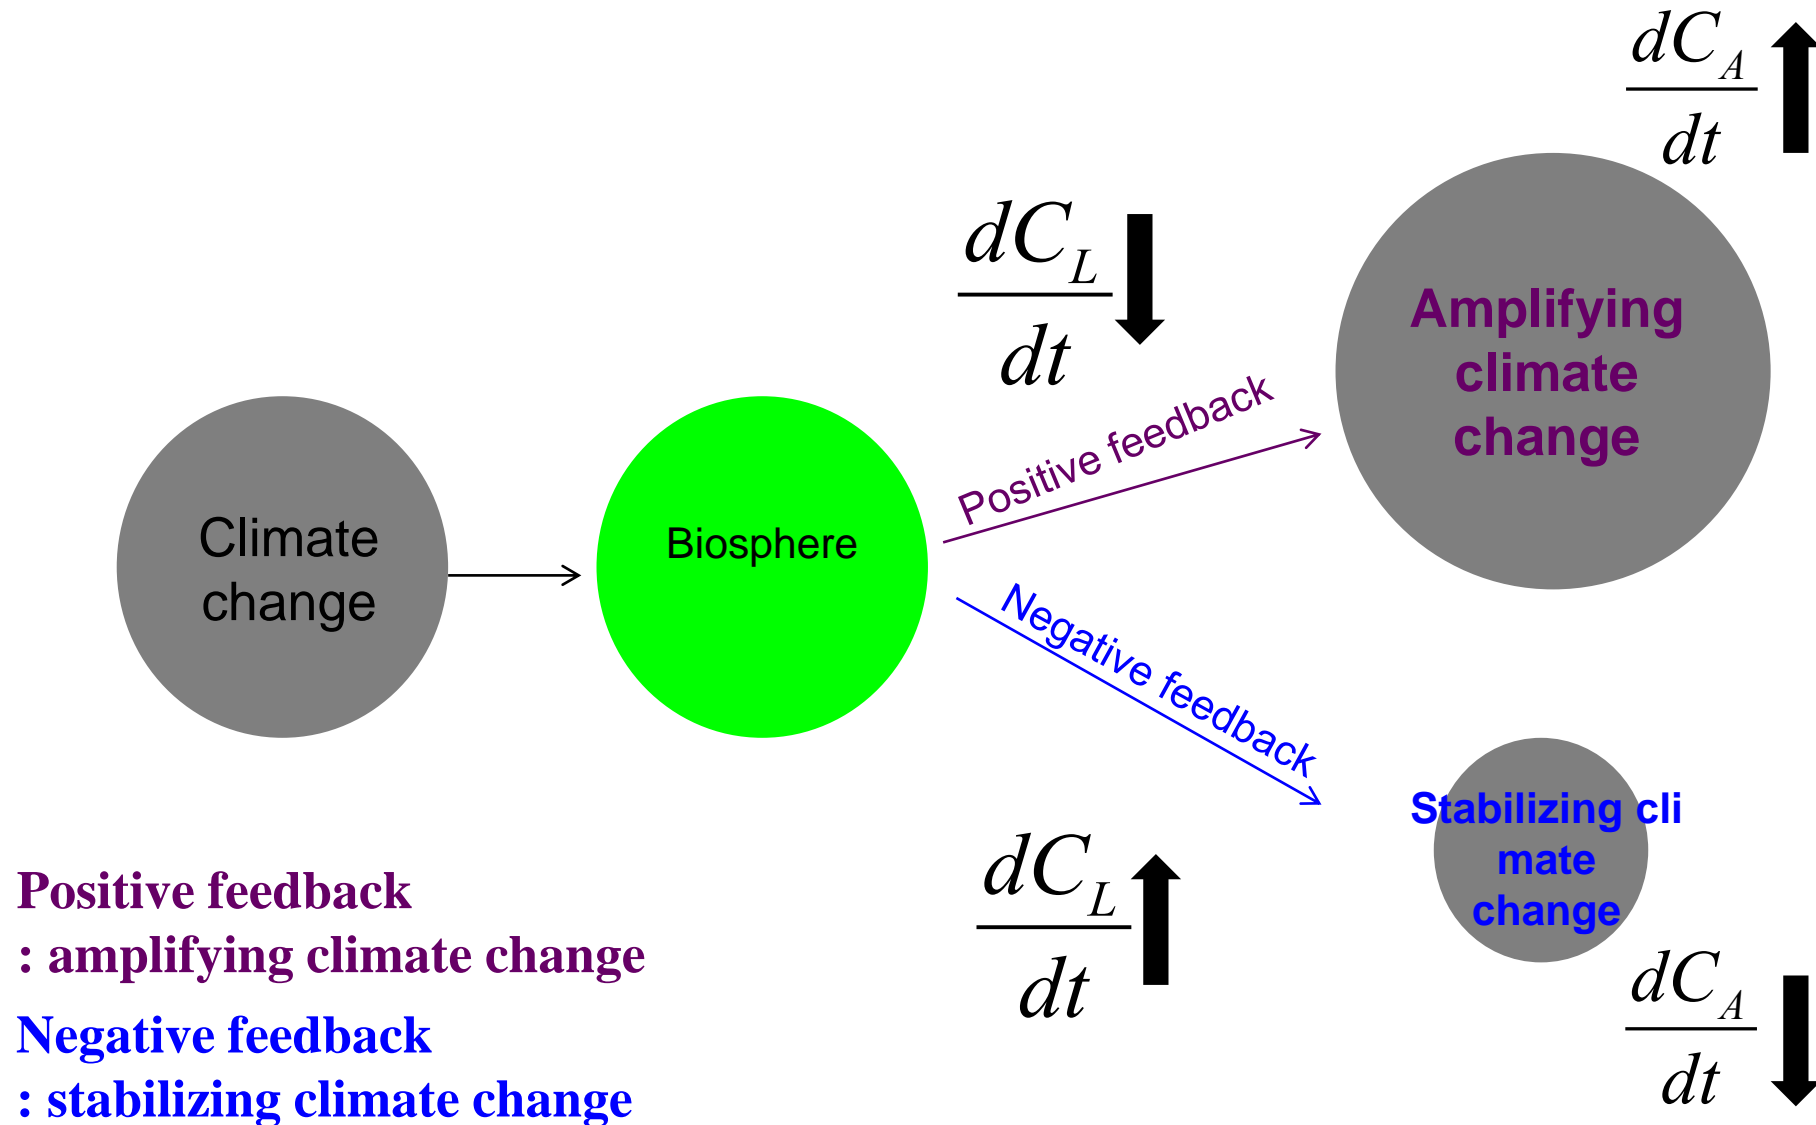 dC_A
dt
dC_L
dt
Amplifying
climate
change
Positive feedback
Climate
change
Biosphere
Negative feedback
Stabilizing cli
mate
change
dC_L
dt
dC_A
dt
Positive feedback
: amplifying climate change
Negative feedback
: stabilizing climate change